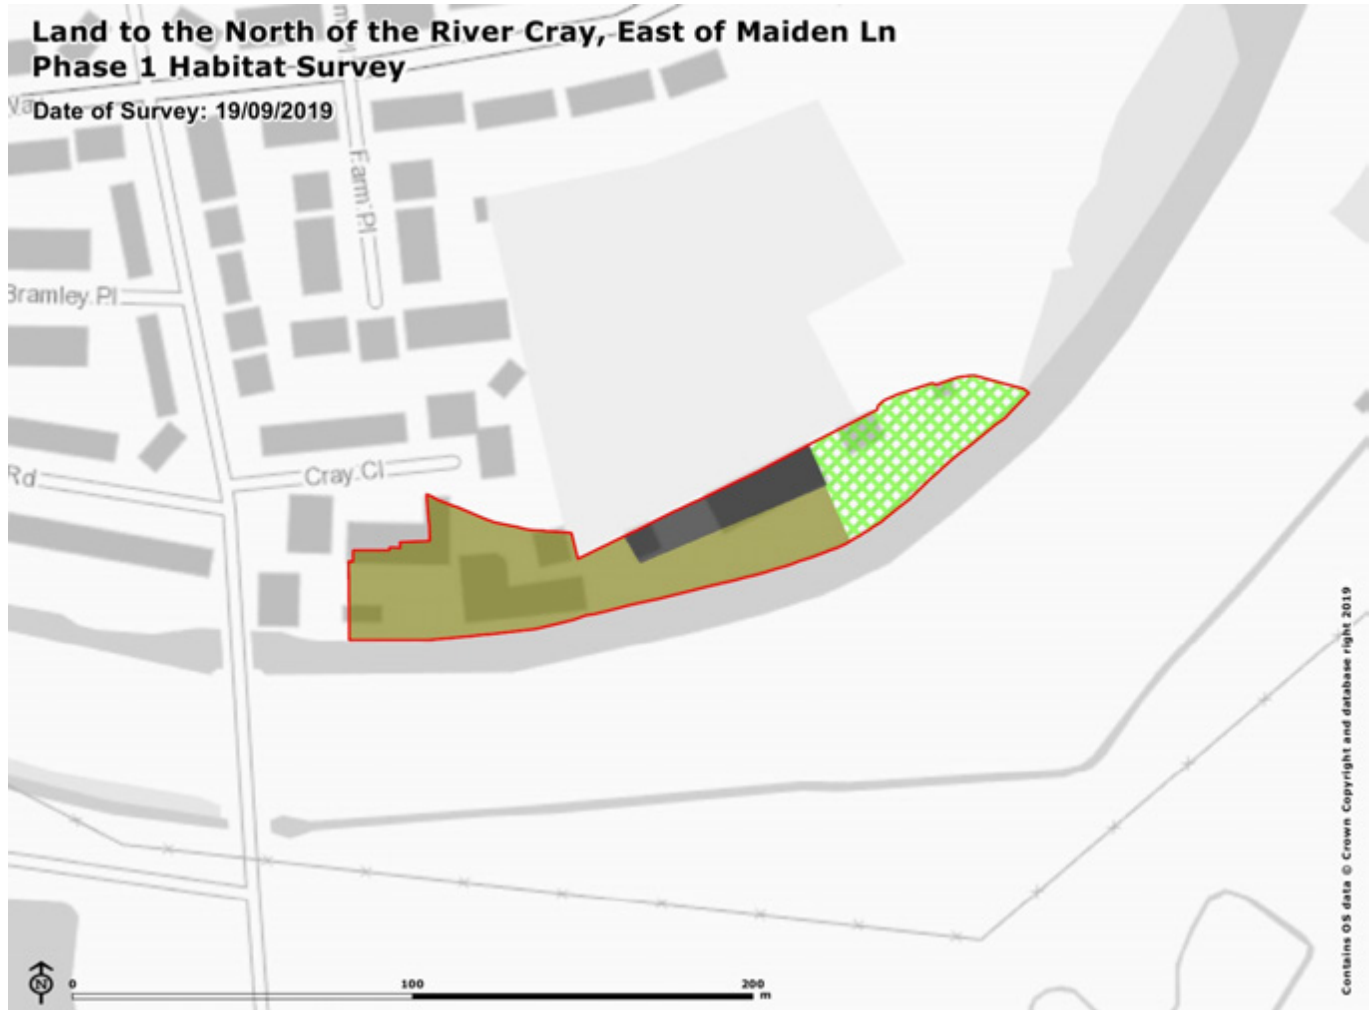 Land to the North of the River Cray, East of Maiden Ln
Phase 1 Habitat Survey
Date of Survey: 19/09/2019
Farm Pl
Bramley Pl
Cray Cl
Rd
N
0 100 200
m
Contains OS data © Crown Copyright and database right 2019